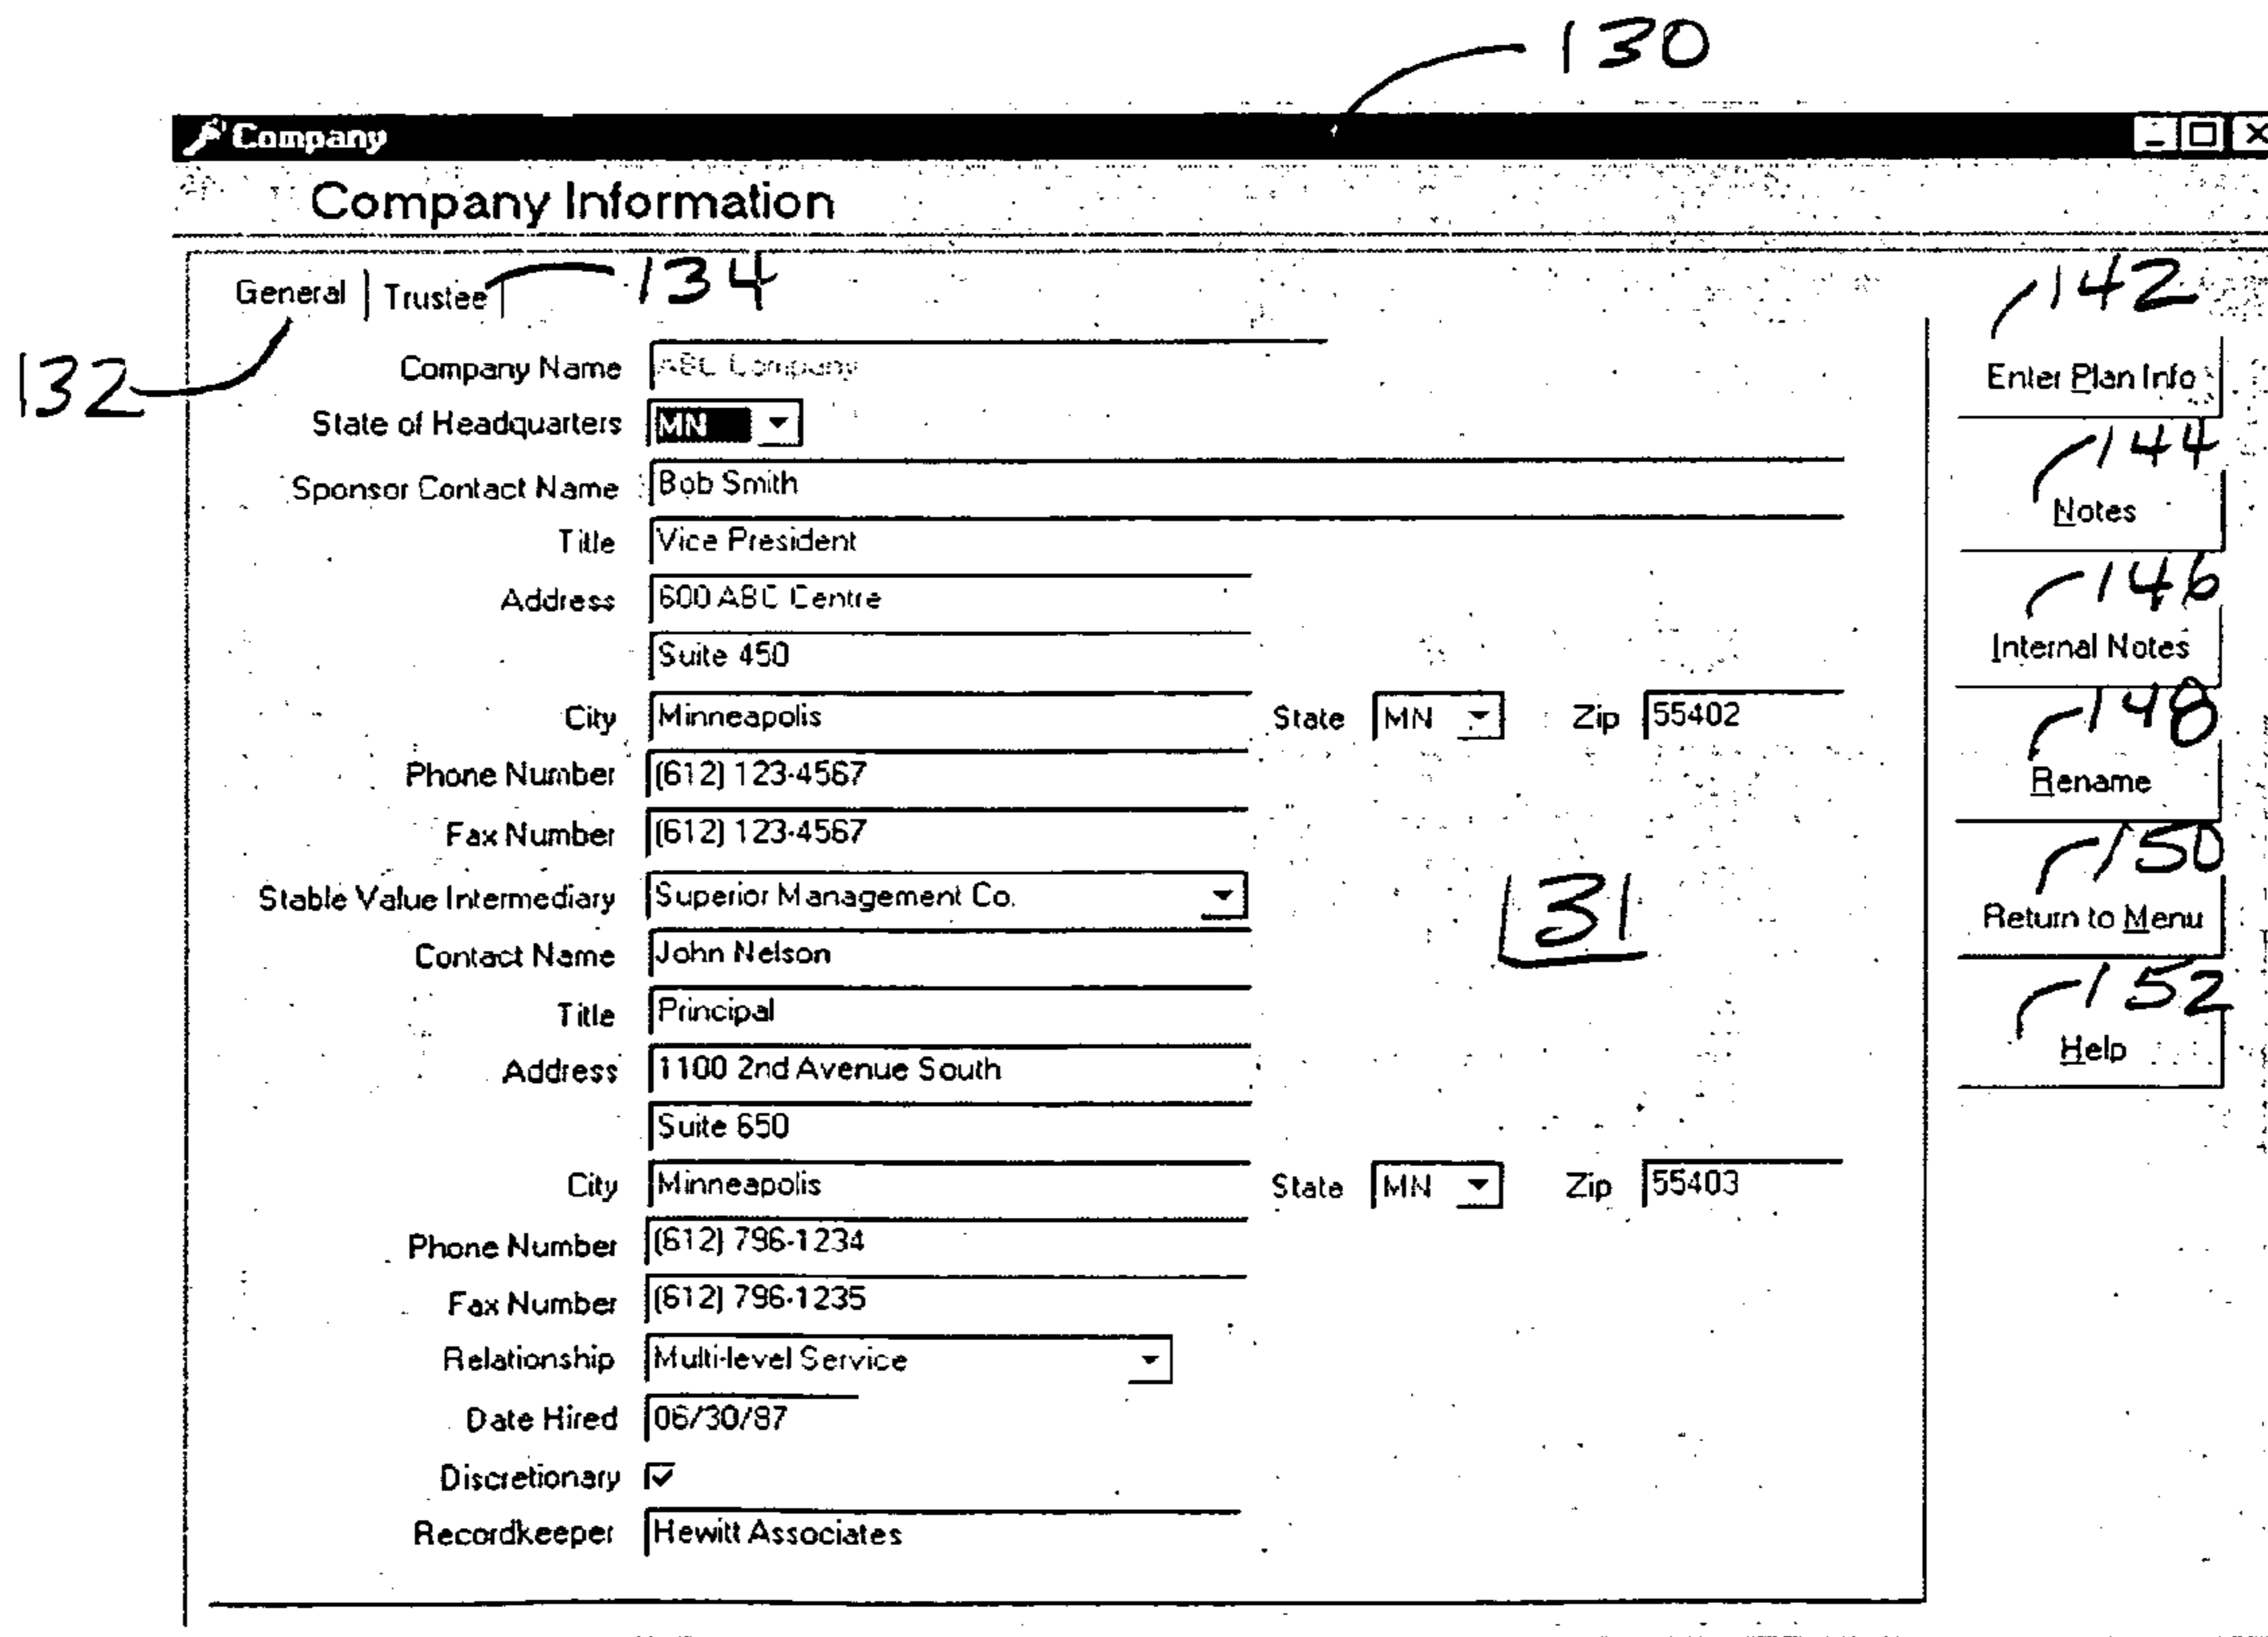 130
Company
Company Information
General Trustee 134
142
132
Company Name ABC Company
Enter Plan Info
State of Headquarters MN
144
Sponsor Contact Name Bob Smith
Notes
Title Vice President
146
Address 600 ABC Centre
Suite 450
Internal Notes
City Minneapolis State MN Zip 55402
148
Phone Number (612) 123-4567
Rename
Fax Number (612) 123-4567
150
Stable Value Intermediary Superior Management Co.
131
Return to Menu
Contact Name John Nelson
152
Title Principal
Help
Address 1100 2nd Avenue South
Suite 650
City Minneapolis State MN Zip 55403
Phone Number (612) 796-1234
Fax Number (612) 796-1235
Relationship Multi-level Service
Date Hired 06/30/87
Discretionary
Recordkeeper Hewitt Associates